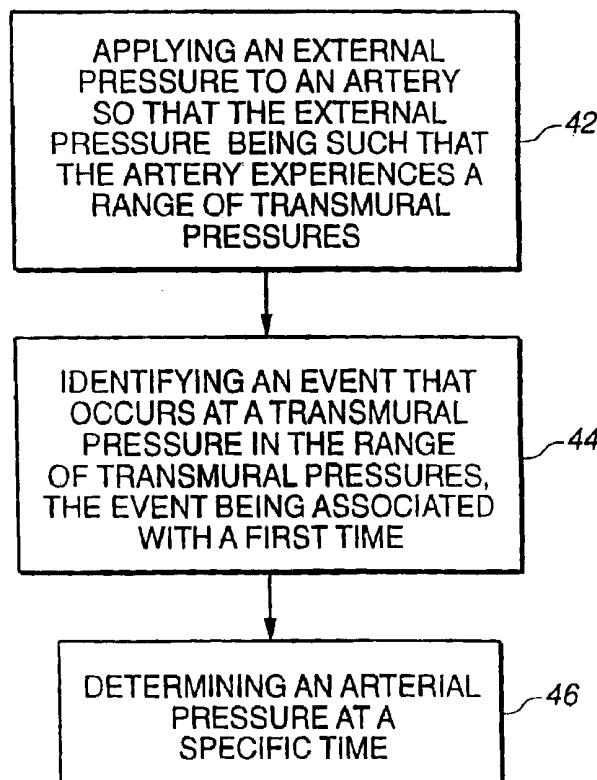 APPLYING AN EXTERNAL
PRESSURE TO AN ARTERY
SO THAT THE EXTERNAL
PRESSURE BEING SUCH THAT
THE ARTERY EXPERIENCES A
RANGE OF TRANSMURAL
PRESSURES
42
IDENTIFYING AN EVENT THAT
OCCURS AT A TRANSMURAL
PRESSURE IN THE RANGE
OF TRANSMURAL PRESSURES,
THE EVENT BEING ASSOCIATED
WITH A FIRST TIME
44
DETERMINING AN ARTERIAL
PRESSURE AT A
SPECIFIC TIME
46